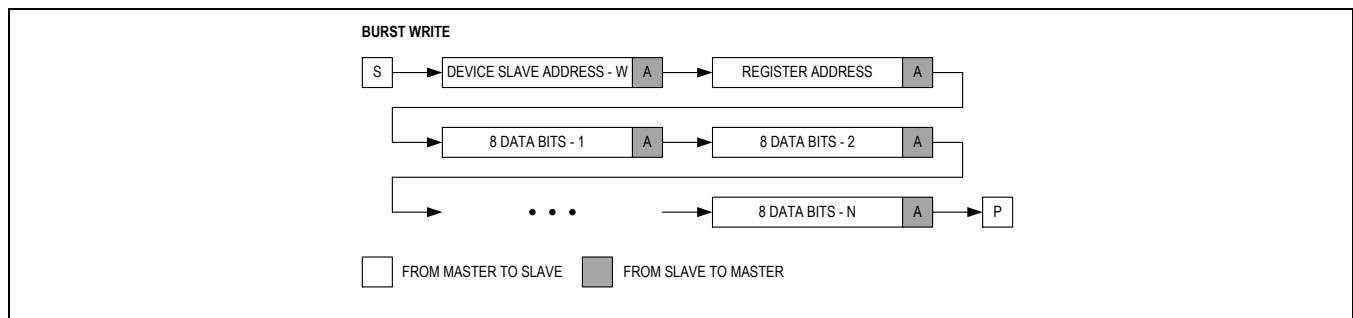 BURST WRITE
S DEVICE SLAVE ADDRESS - W A REGISTER ADDRESS A
8 DATA BITS - 1 A 8 DATA BITS - 2 A
• • • 8 DATA BITS - N A P
FROM MASTER TO SLAVE FROM SLAVE TO MASTER